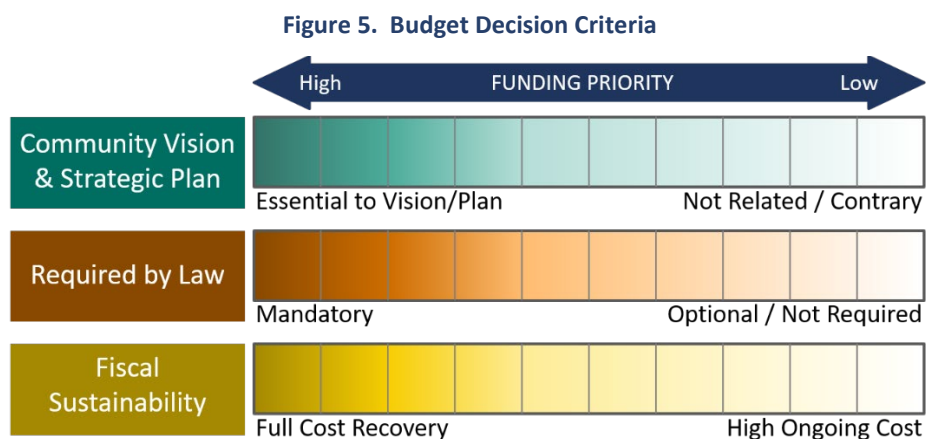 Figure 5. Budget Decision Criteria
High FUNDING PRIORITY Low
Community Vision
& Strategic Plan
Essential to Vision/Plan Not Related / Contrary
Required by Law
Mandatory Optional / Not Required
Fiscal
Sustainability
Full Cost Recovery High Ongoing Cost